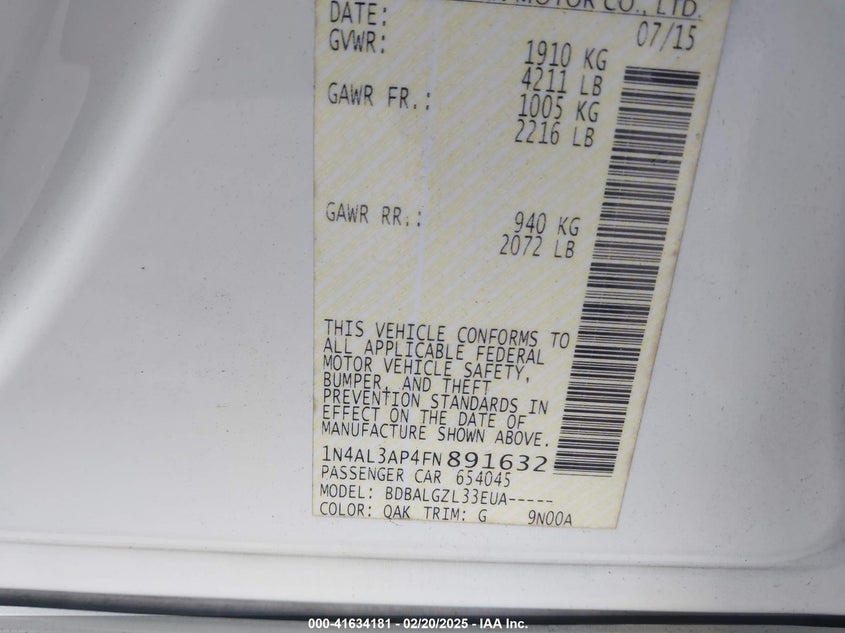 MOTOR CO., LTD.
DATE: 07/15
GVWR: 1910 KG
4211 LB
GAWR FR.: 1005 KG
2216 LB
GAWR RR.: 940 KG
2072 LB
THIS VEHICLE CONFORMS TO
ALL APPLICABLE FEDERAL
MOTOR VEHICLE SAFETY,
BUMPER, AND THEFT
PREVENTION STANDARDS IN
EFFECT ON THE DATE OF
MANUFACTURE SHOWN ABOVE.
1N4AL3AP4FN891632
PASSENGER CAR 654045
MODEL: BDBALGZL33EUA-----
COLOR: QAK TRIM: G 9N00A
000-41634181 - 02/20/2025 - IAA Inc.